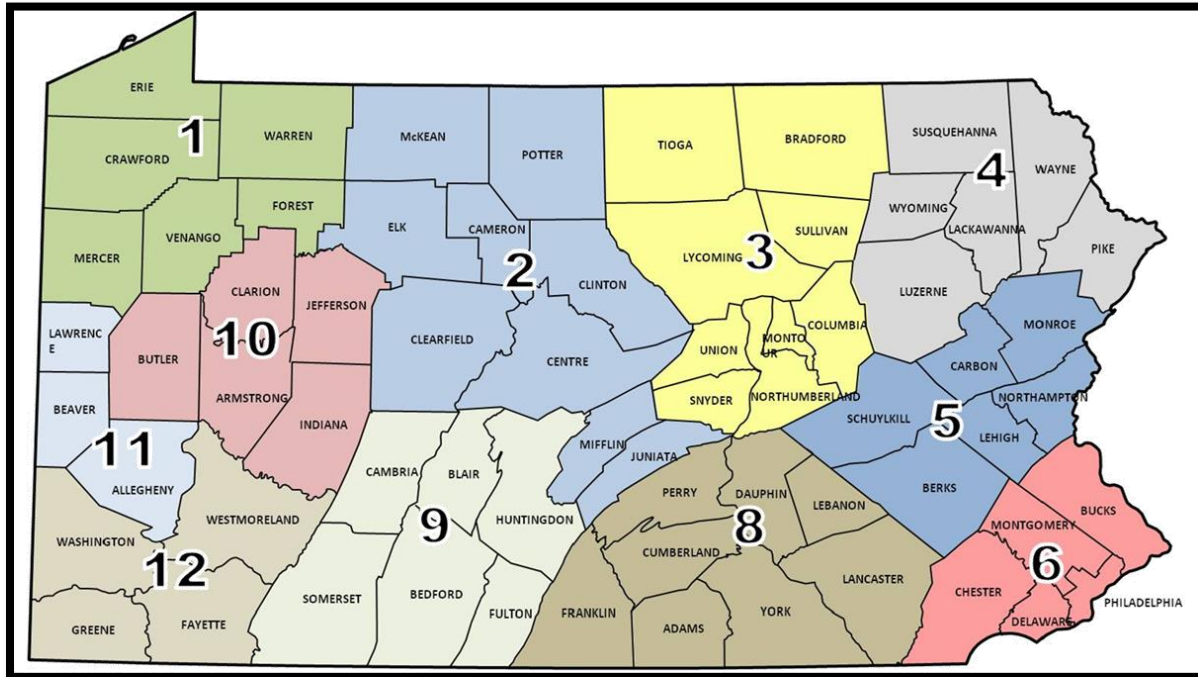 ERIE
1
WARREN
McKEAN
POTTER
TIOGA
BRADFORD
SUSQUEHANNA
4
WAYNE
CRAWFORD
WYOMING
LACKAWANNA
PIKE
MERCER
VENANGO
FOREST
ELK
CAMERON
2
CLINTON
LYCOMING
3
SULLIVAN
LUZERNE
LAWRENC
E
BUTLER
CLARION
10
JEFFERSON
CLEARFIELD
CENTRE
UNION
MONTO
UR
COLUMBIA
MONROE
CARBON
BEAVER
ARMSTRONG
INDIANA
SNYDER
NORTHUMBERLAND
SCHUYLKILL
5
NORTHAMPTON
LEHIGH
11
ALLEGHENY
CAMBRIA
BLAIR
MIFFLIN
JUNIATA
BERKS
WASHINGTON
WESTMORELAND
9
HUNTINGDON
PERRY
DAUPHIN
8
LEBANON
MONTGOMERY
BUCKS
12
CUMBERLAND
6
GREENE
FAYETTE
SOMERSET
BEDFORD
FULTON
FRANKLIN
ADAMS
YORK
LANCASTER
CHESTER
DELAWARE
PHILADELPHIA